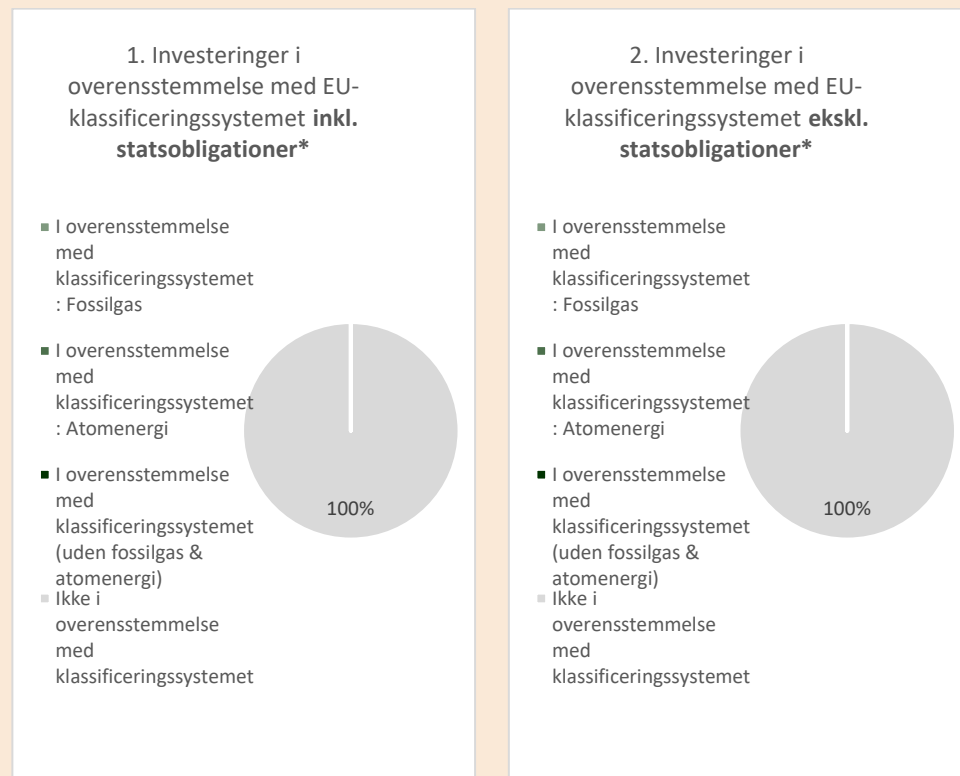 1. Investeringer i
overensstemmelse med EU-
klassificeringssystemet inkl.
statsobligationer*
I overensstemmelse
med
klassificeringssystemet
: Fossilgas
I overensstemmelse
med
klassificeringssystemet
: Atomenergi
I overensstemmelse
med
klassificeringssystemet
(uden fossilgas &
atomenergi)
Ikke i
overensstemmelse
med
klassificeringssystemet
100%
2. Investeringer i
overensstemmelse med EU-
klassificeringssystemet ekskl.
statsobligationer*
I overensstemmelse
med
klassificeringssystemet
: Fossilgas
I overensstemmelse
med
klassificeringssystemet
: Atomenergi
I overensstemmelse
med
klassificeringssystemet
(uden fossilgas &
atomenergi)
Ikke i
overensstemmelse
med
klassificeringssystemet
100%